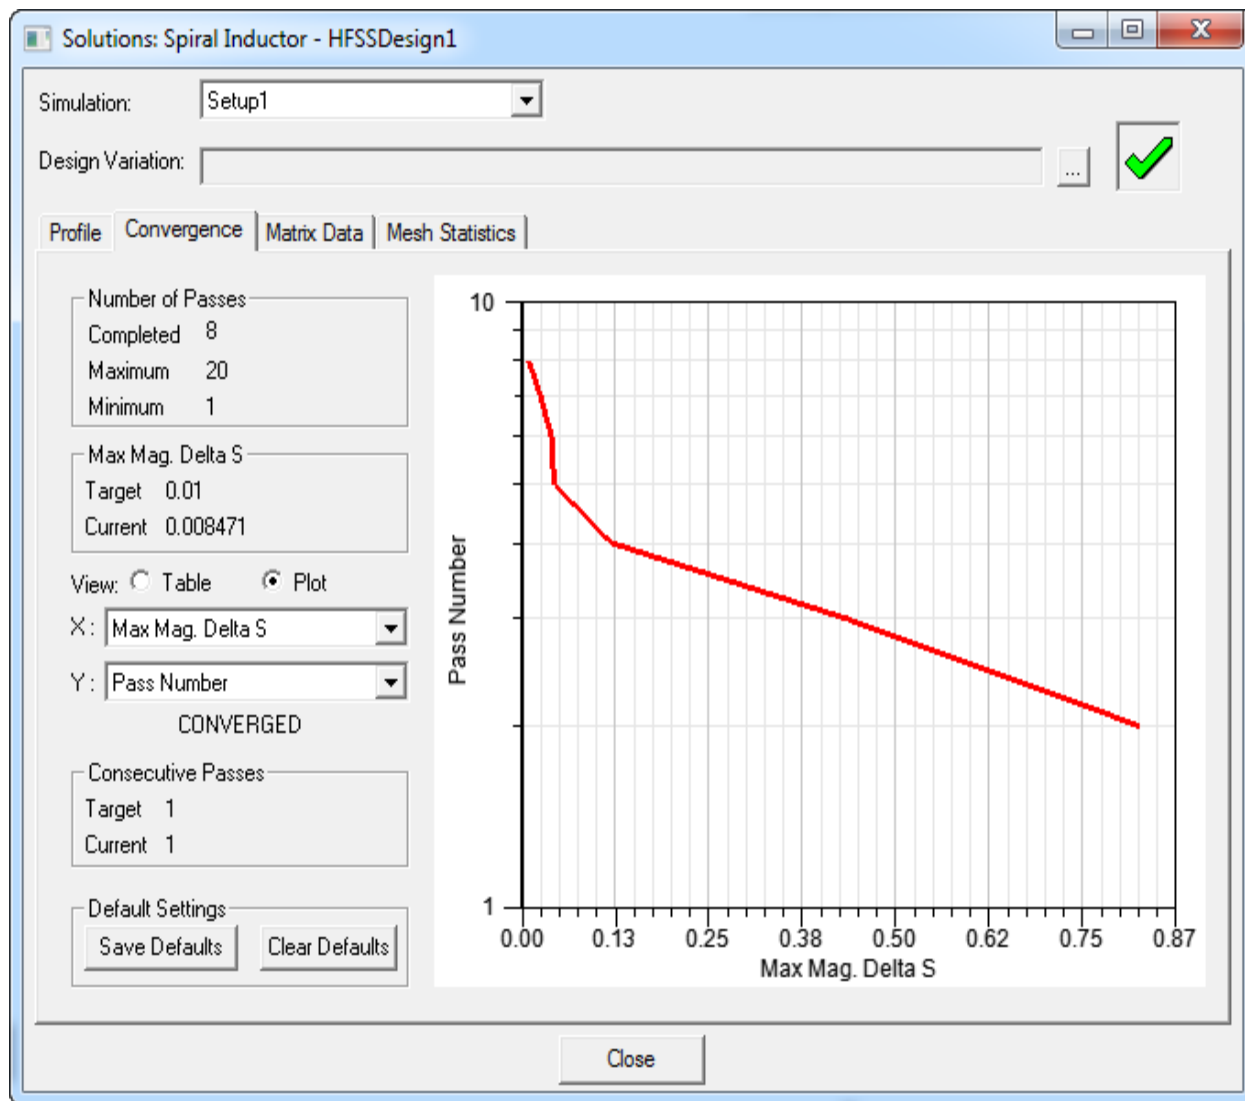 Solutions: Spiral Inductor - HFSSDesign1
Simulation: Setup1
Design Variation: ...
Profile Convergence Matrix Data Mesh Statistics
Number of Passes
Completed 8
Maximum 20
Minimum 1
Max Mag. Delta S
Target 0.01
Current 0.008471
View: Table Plot
X: Max Mag. Delta S
Y: Pass Number
CONVERGED
Consecutive Passes
Target 1
Current 1
Default Settings
Save Defaults Clear Defaults
10
Pass Number
1
0.00 0.13 0.25 0.38 0.50 0.62 0.75 0.87
Max Mag. Delta S
Close